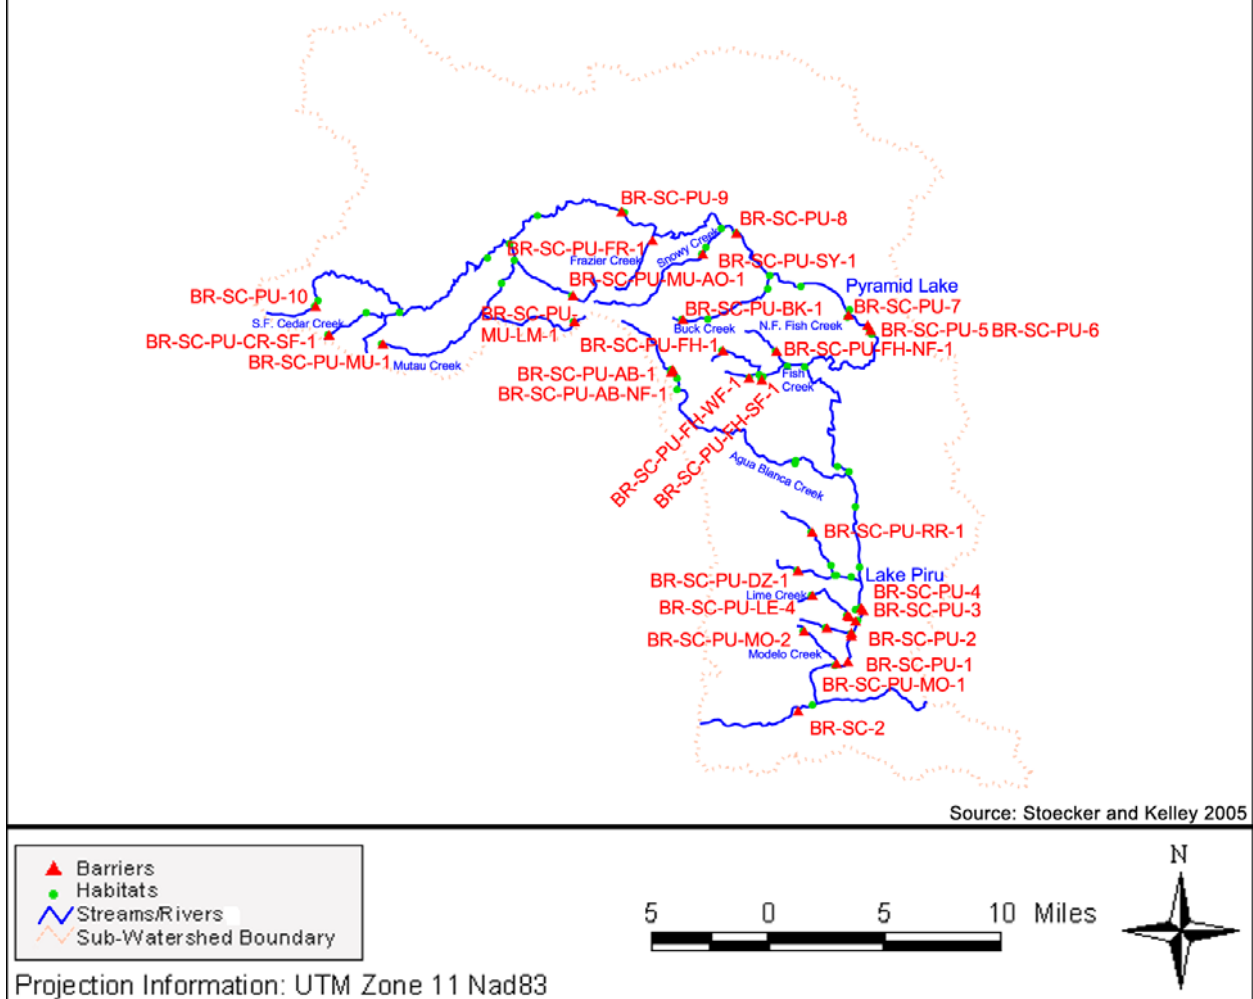 BR-SC-PU-9
BR-SC-PU-8
BR-SC-PU-FR-1
Snowy Creek
Frazier Creek
BR-SC-PU-SY-1
BR-SC-PU-MU-AO-1
Pyramid Lake
BR-SC-PU-10
BR-SC-PU-BK-1
BR-SC-PU-7
BR-SC-PU-
MU-LM-1
S.F. Cedar Creek
Buck Creek
N.F. Fish Creek
BR-SC-PU-5 BR-SC-PU-6
BR-SC-PU-CR-SF-1
BR-SC-PU-FH-1
BR-SC-PU-FH-NF-1
BR-SC-PU-MU-1
Mutau Creek
BR-SC-PU-AB-1
Fish
Creek
BR-SC-PU-AB-NF-1
BR-SC-PU-FH-WF-1
BR-SC-PU-FH-SF-1
Agua Blanca Creek
BR-SC-PU-RR-1
BR-SC-PU-DZ-1
Lake Piru
Lime Creek
BR-SC-PU-4
BR-SC-PU-LE-4
BR-SC-PU-3
BR-SC-PU-MO-2
BR-SC-PU-2
Modelo Creek
BR-SC-PU-1
BR-SC-PU-MO-1
BR-SC-2
Source: Stoecker and Kelley 2005
Barriers
Habitats
Streams/Rivers
Sub-Watershed Boundary
5 0 5 10 Miles
N
Projection Information: UTM Zone 11 Nad83